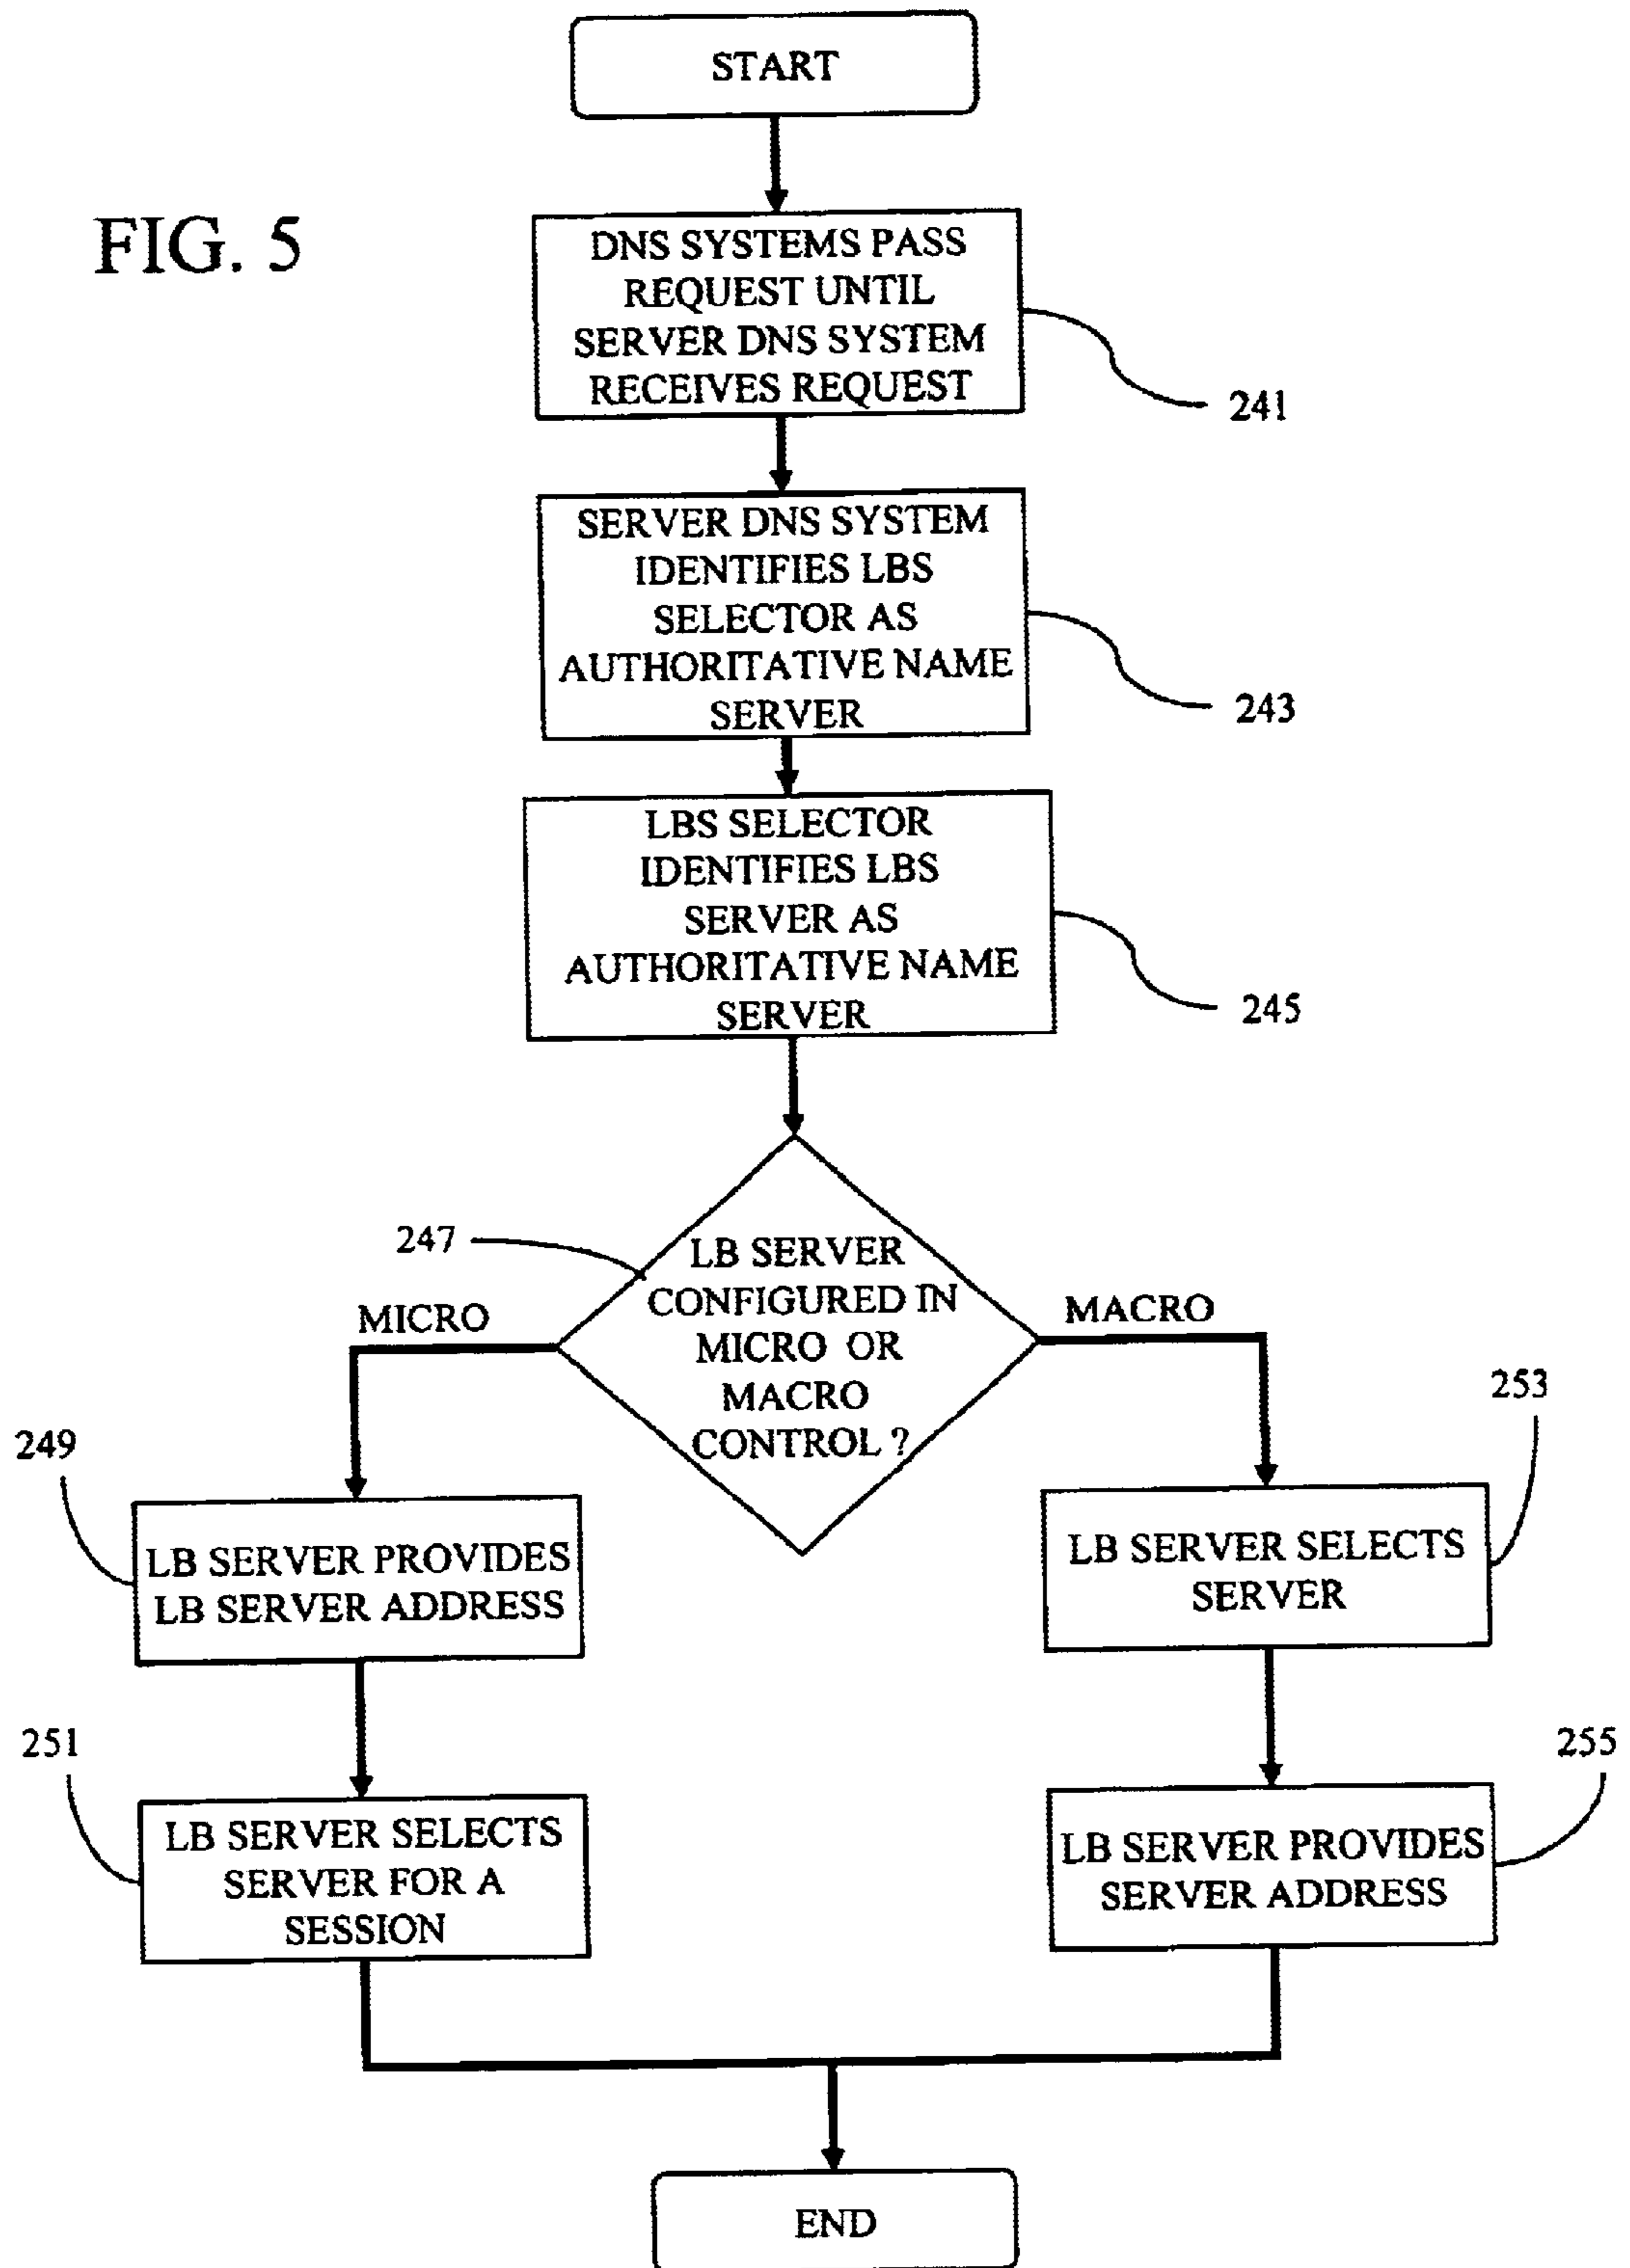 START
FIG. 5
DNS SYSTEMS PASS
REQUEST UNTIL
SERVER DNS SYSTEM
RECEIVES REQUEST
241
SERVER DNS SYSTEM
IDENTIFIES LBS
SELECTOR AS
AUTHORITATIVE NAME
SERVER
243
LBS SELECTOR
IDENTIFIES LBS
SERVER AS
AUTHORITATIVE NAME
SERVER
245
247
LB SERVER
CONFIGURED IN
MICRO OR
MACRO
CONTROL ?
MICRO
MACRO
249
LB SERVER PROVIDES
LB SERVER ADDRESS
253
LB SERVER SELECTS
SERVER
251
LB SERVER SELECTS
SERVER FOR A
SESSION
255
LB SERVER PROVIDES
SERVER ADDRESS
END